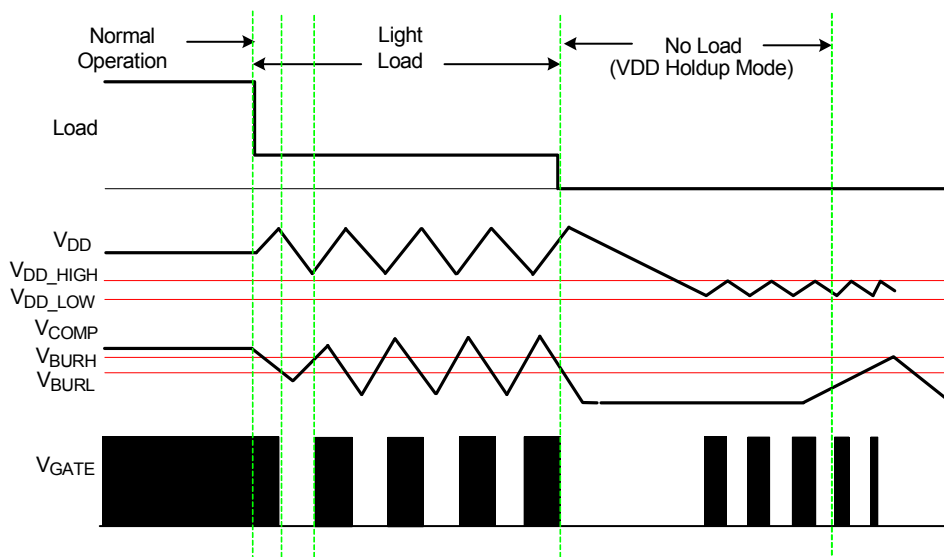 Normal
Operation
Light
Load
No Load
(VDD Holdup Mode)
Load
VDD
VDD_HIGH
VDD_LOW
VCOMP
VBURH
VBURL
VGATE